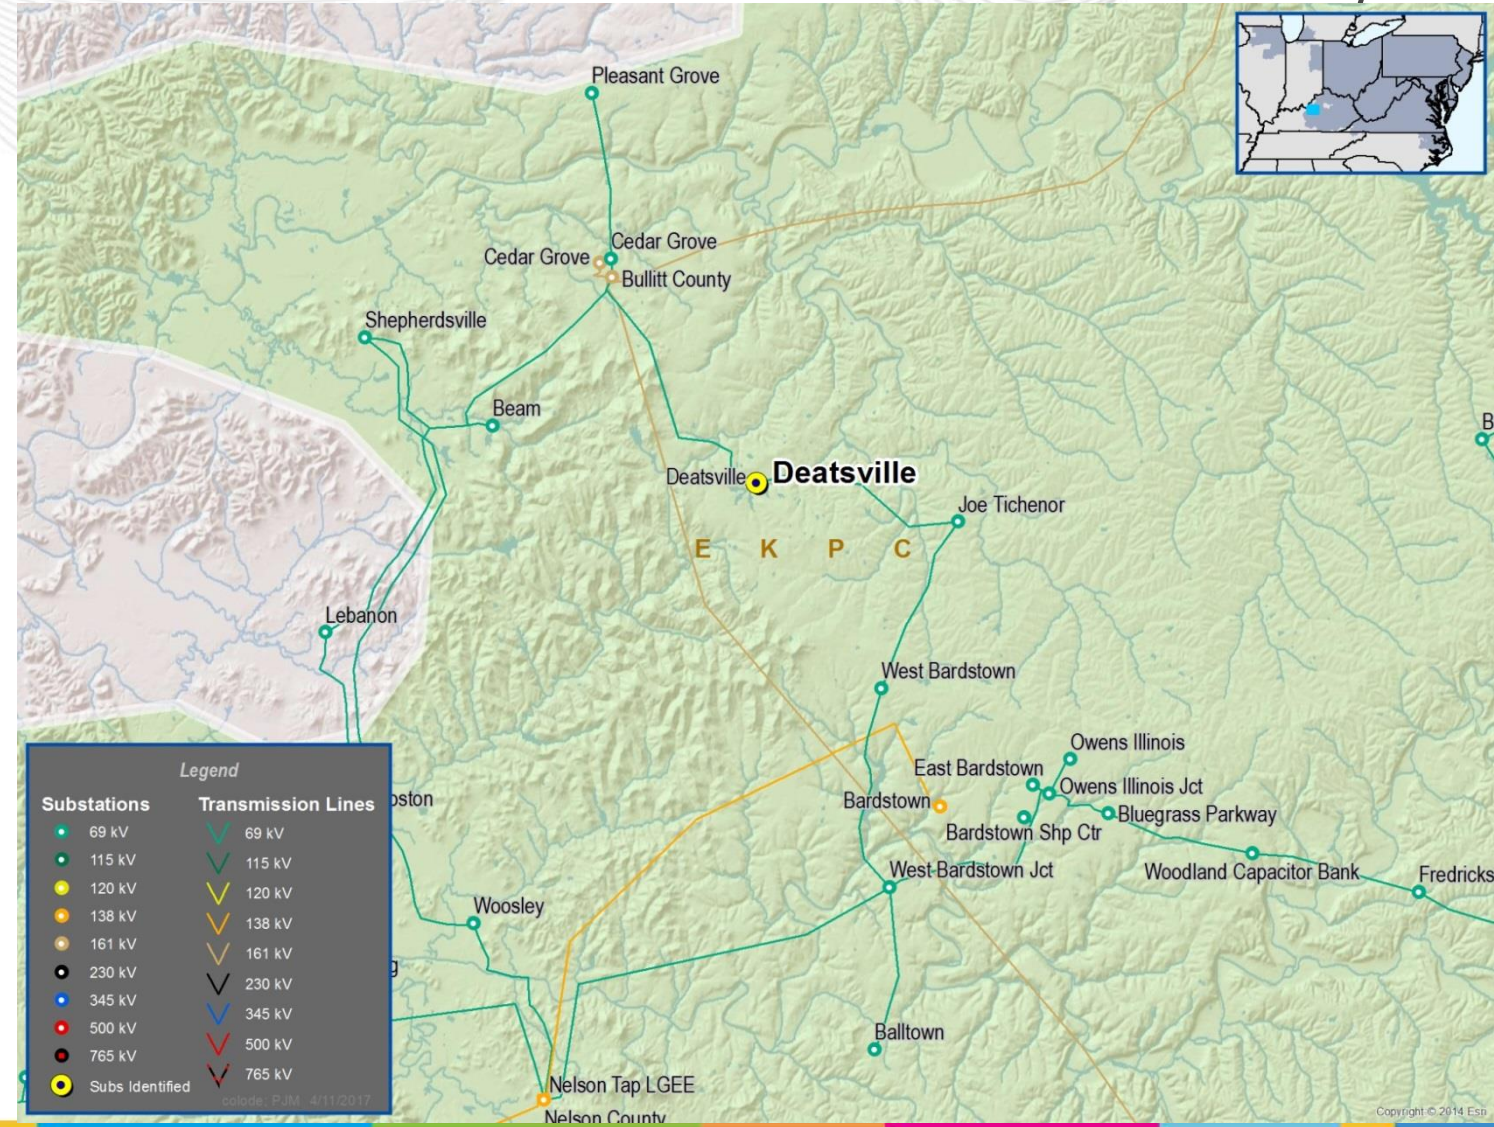 Pleasant Grove
Cedar Grove
Cedar Grove
Bullitt County
Shepherdsville
Beam
B
Deatsville
Deatsville
Joe Tichenor
E K P C
Lebanon
West Bardstown
Owens Illinois
East Bardstown
Owens Illinois Jct
Bardstown
Bluegrass Parkway
Bardstown Shp Ctr
West Bardstown Jct
Woodland Capacitor Bank
Fredricks
oston
Woosley
g
Balltown
Nelson Tap LGEE
Nelson County
Legend
Substations
69 kV
115 kV
120 kV
138 kV
161 kV
230 kV
345 kV
500 kV
765 kV
Subs Identified
Transmission Lines
69 kV
115 kV
120 kV
138 kV
161 kV
230 kV
345 kV
500 kV
765 kV
colode: PJM 4/11/2017
Copyright © 2014 Esri